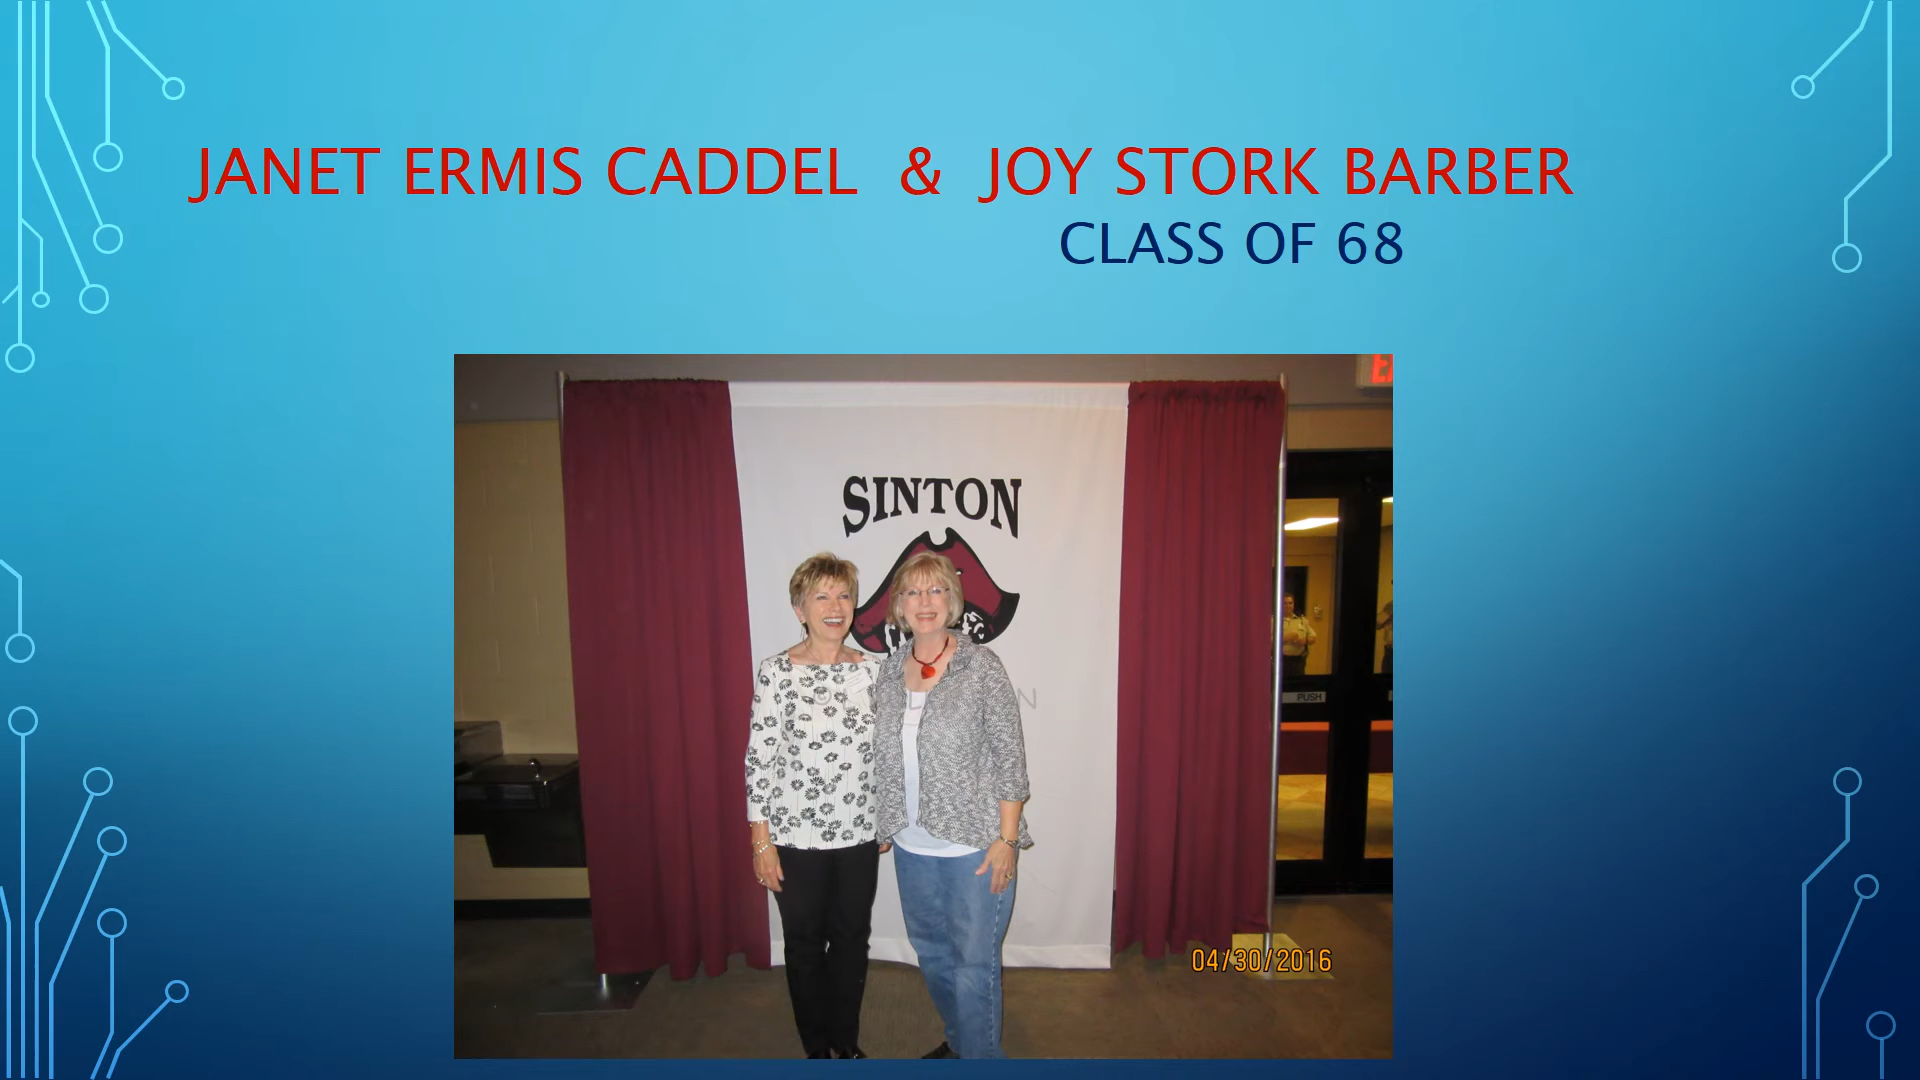 JANET ERMIS CADDEL & JOY STORK BARBER
CLASS OF 68
SINTON
PUSH
04/30/2016